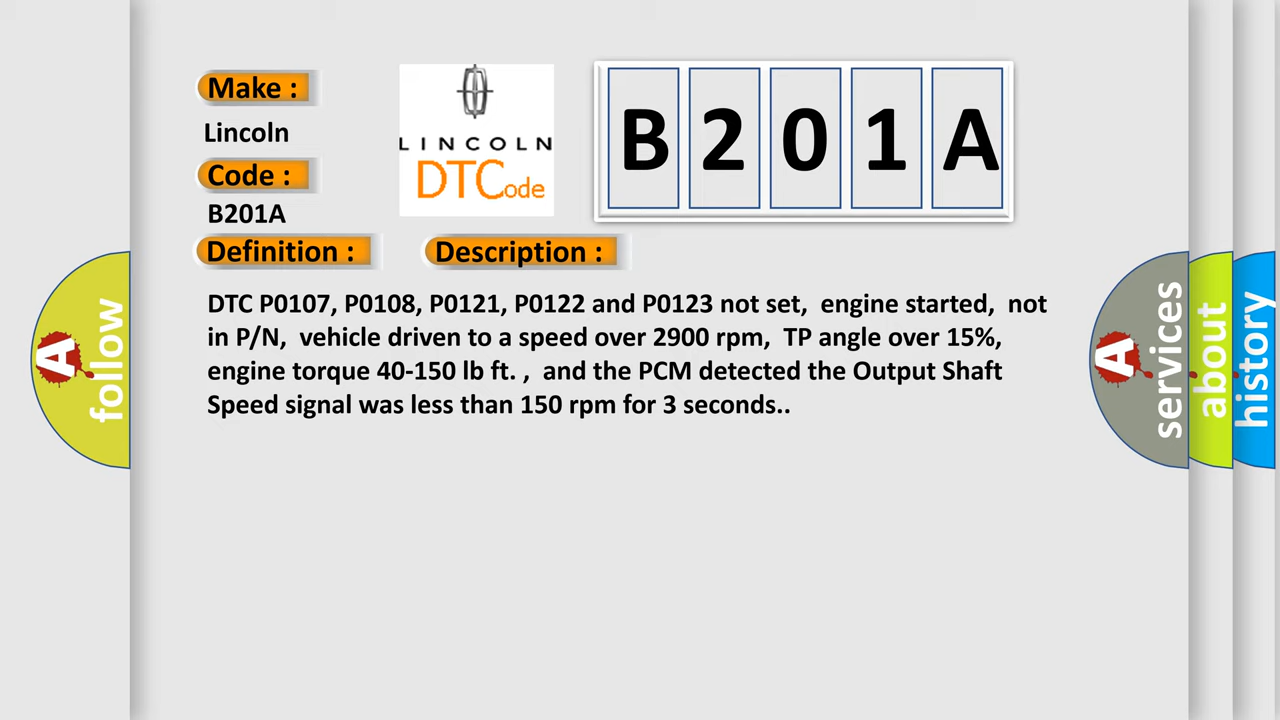 Make :
Lincoln
Code :
B201A
Definition :
Description :
LINCOLN
DTCode
B201A
DTC P0107, P0108, P0121, P0122 and P0123 not set,  engine started,  not
in P/N,  vehicle driven to a speed over 2900 rpm,  TP angle over 15%,
engine torque 40-150 lb ft. ,  and the PCM detected the Output Shaft
Speed signal was less than 150 rpm for 3 seconds..
A
follow
A
services
about
history